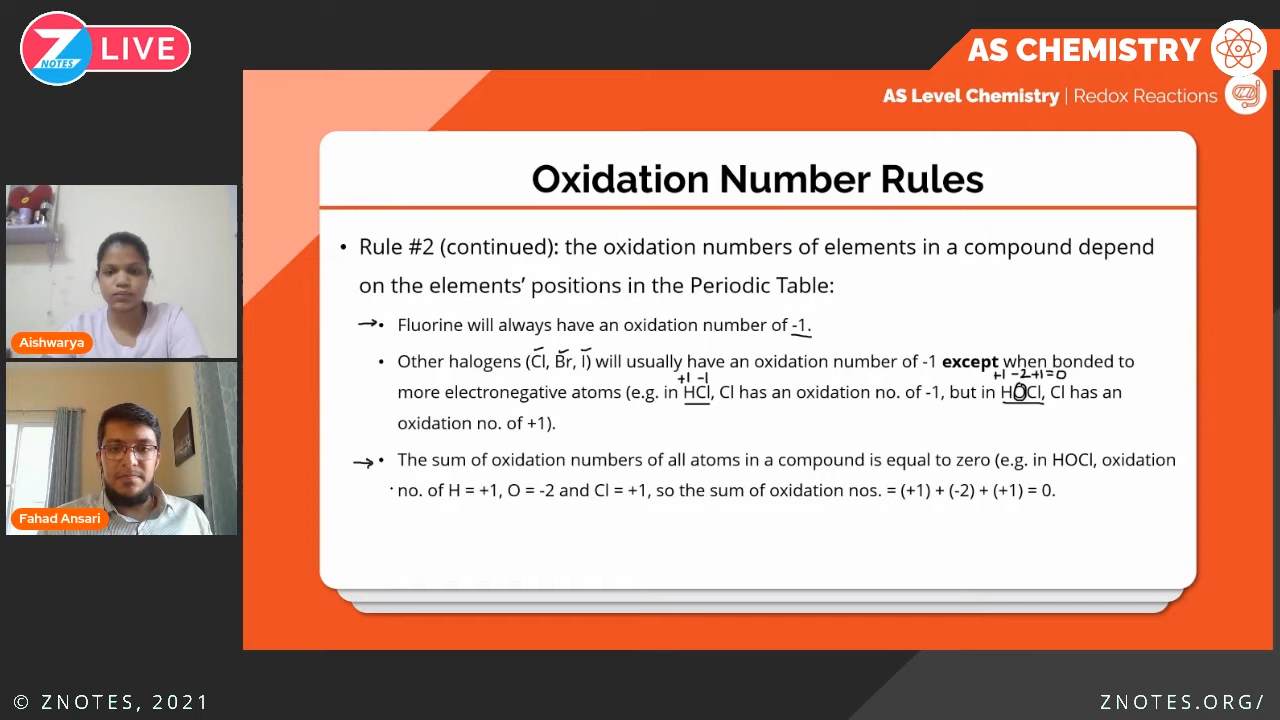 Z NOTES LIVE
AS CHEMISTRY
AS Level Chemistry | Redox Reactions
Oxidation Number Rules
• Rule #2 (continued): the oxidation numbers of elements in a compound depend
on the elements’ positions in the Periodic Table:
→• Fluorine will always have an oxidation number of -1.
• Other halogens (Cl, Br, I) will usually have an oxidation number of -1 except when bonded to
+1 -1 +1 -2+1=0
more electronegative atoms (e.g. in HCl, Cl has an oxidation no. of -1, but in HOCl, Cl has an
oxidation no. of +1).
→• The sum of oxidation numbers of all atoms in a compound is equal to zero (e.g. in HOCl, oxidation
no. of H = +1, O = -2 and Cl = +1, so the sum of oxidation nos. = (+1) + (-2) + (+1) = 0.
Aishwarya
Fahad Ansari
© ZNOTES, 2021
ZNOTES.ORG/